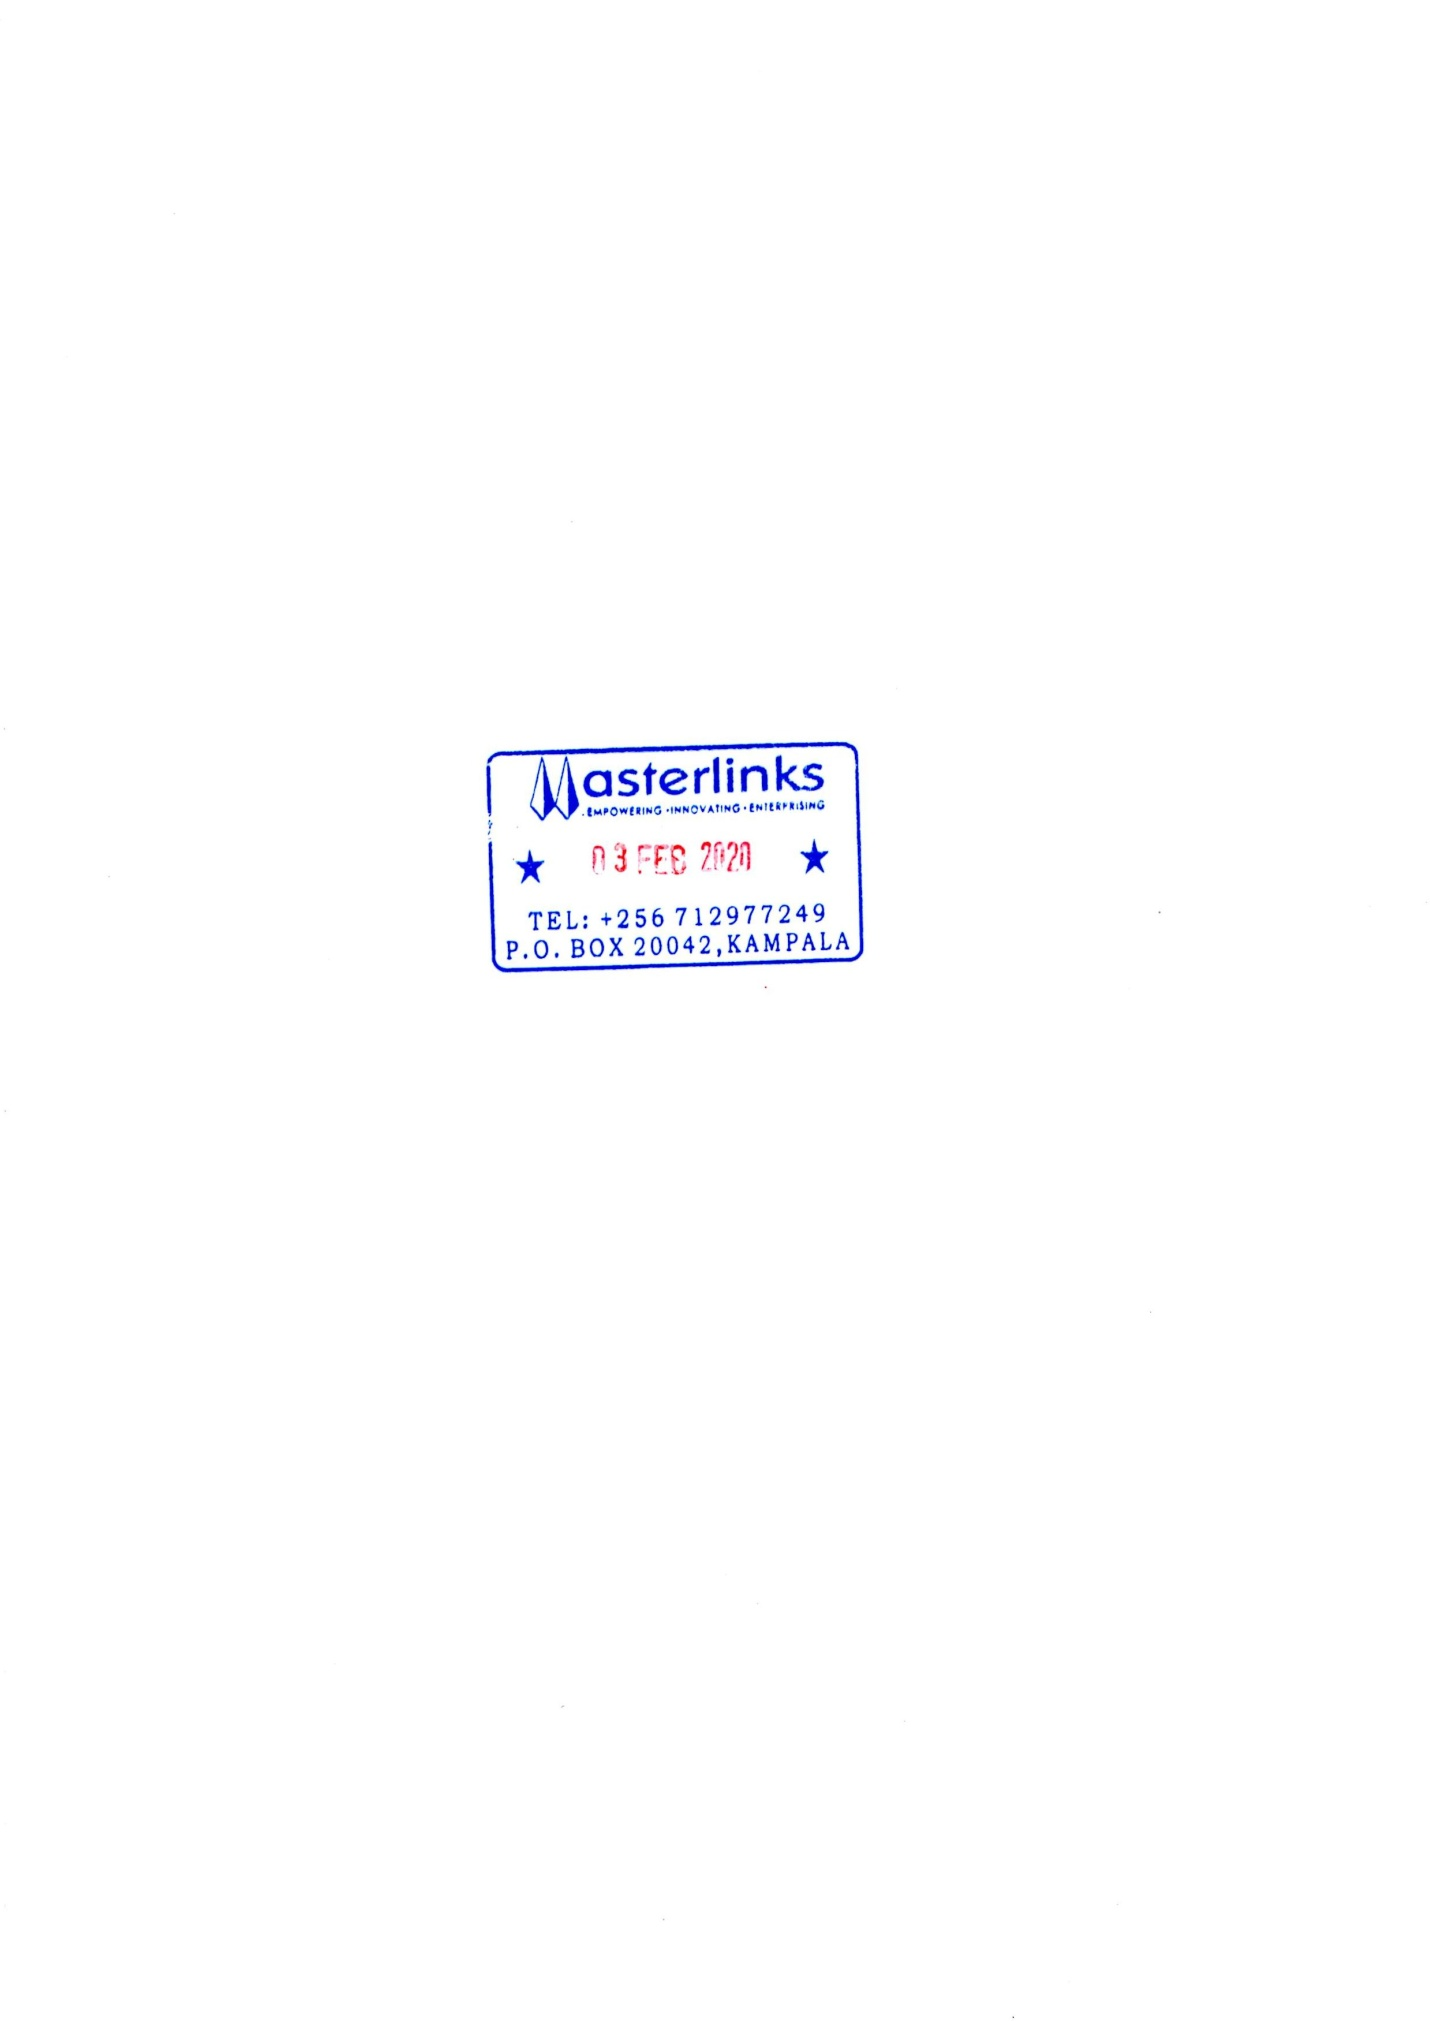 Masterlinks
.EMPOWERING •INNOVATING • ENTERPRISING
03 FEB 2020
TEL: +256 712977249
P.O. BOX 20042,KAMPALA